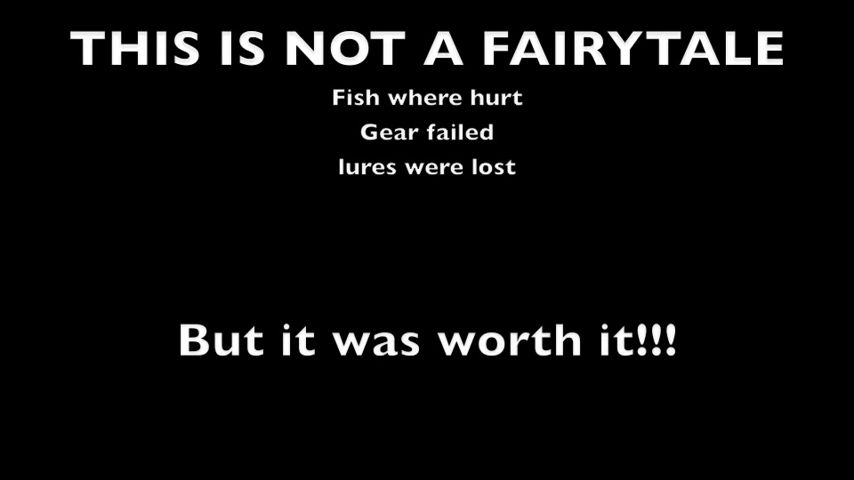 THIS IS NOT A FAIRYTALE
Fish where hurt
Gear failed
lures were lost
But it was worth it!!!